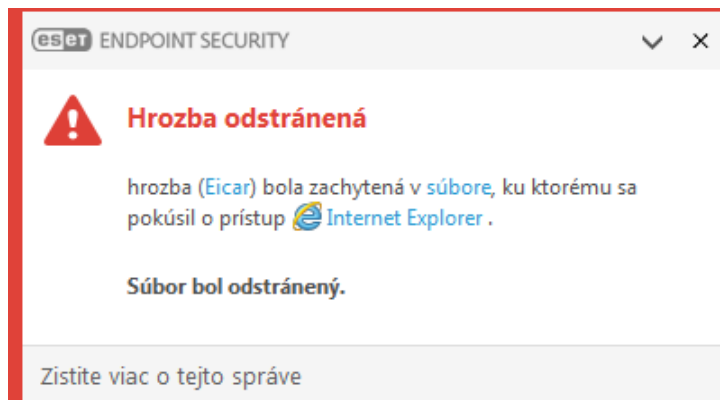 eset ENDPOINT SECURITY
Hrozba odstránená
hrozba (Eicar) bola zachytená v súbore, ku ktorému sa
pokúsil o prístup Internet Explorer .
Súbor bol odstránený.
Zistite viac o tejto správe